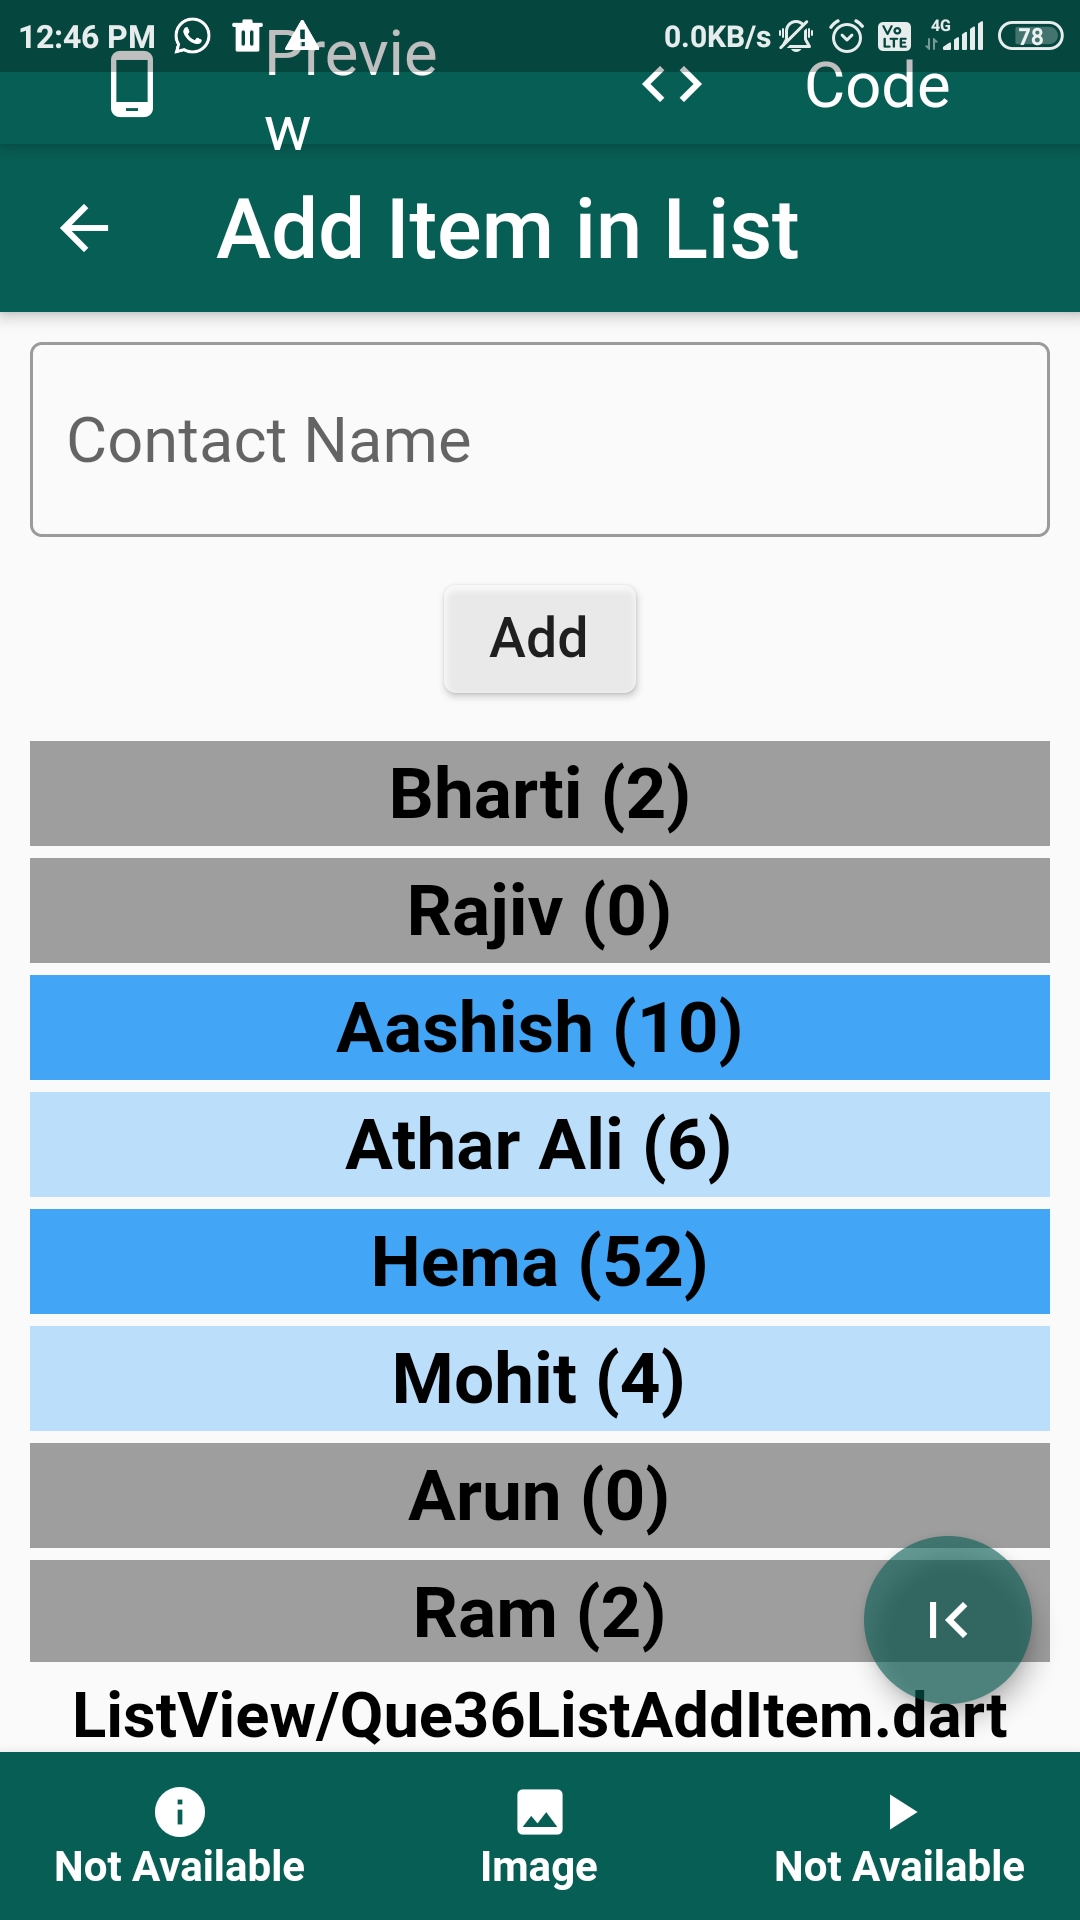 12:46 PM 0.0KB/s Vo LTE 4G 78
Previe
w
Code
Add Item in List
Contact Name
Add
Bharti (2)
Rajiv (0)
Aashish (10)
Athar Ali (6)
Hema (52)
Mohit (4)
Arun (0)
Ram (2)
ListView/Que36ListAddItem.dart
Not Available Image Not Available